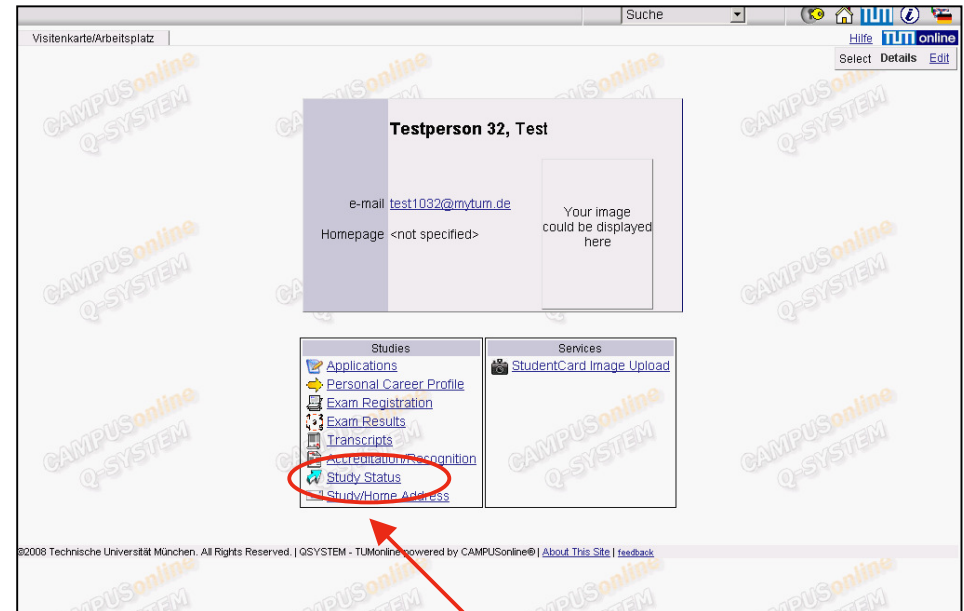 Suche
Visitenkarte/Arbeitsplatz
Hilfe TUM online
Select Details Edit
Testperson 32, Test
e-mail test1032@mytum.de
Homepage <not specified>
Your image
could be displayed
here
Studies
Applications
Personal Career Profile
Exam Registration
Exam Results
Transcripts
Accreditation/Recognition
Study Status
Study/Home Address
Services
StudentCard Image Upload
©2008 Technische Universität München. All Rights Reserved. | QSYSTEM - TUMonline powered by CAMPUSonline® | About This Site | feedback
CAMPUSonline
Q-SYSTEM